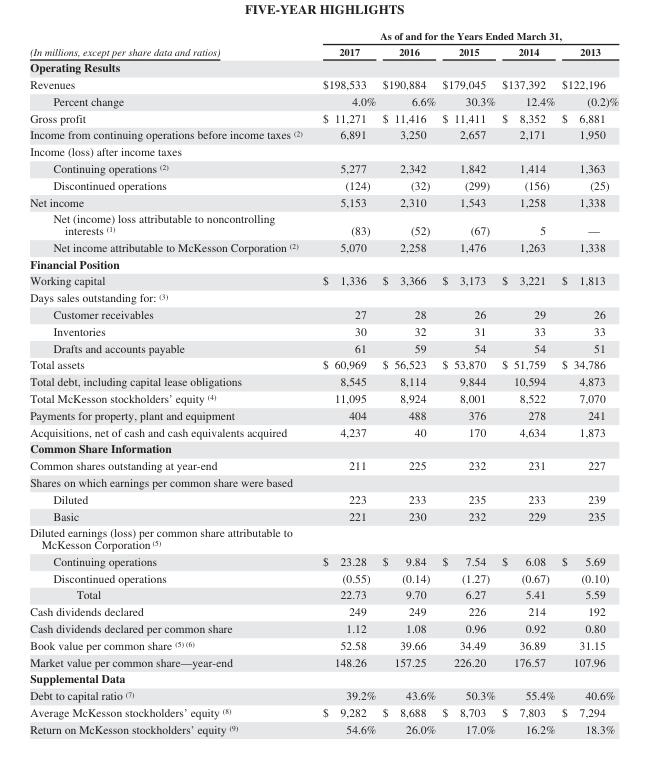 FIVE-YEAR HIGHLIGHTS
As of and for the Years Ended March 31,
(In millions, except per share data and ratios) 2017 2016 2015 2014 2013
Operating Results
Revenues $198,533 $190,884 $179,045 $137,392 $122,196
Percent change 4.0% 6.6% 30.3% 12.4% (0.2)%
Gross profit $ 11,271 $ 11,416 $ 11,411 $ 8,352 $ 6,881
Income from continuing operations before income taxes (2) 6,891 3,250 2,657 2,171 1,950
Income (loss) after income taxes
Continuing operations (2) 5,277 2,342 1,842 1,414 1,363
Discontinued operations (124) (32) (299) (156) (25)
Net income 5,153 2,310 1,543 1,258 1,338
Net (income) loss attributable to noncontrolling
interests (1) (83) (52) (67) 5 —
Net income attributable to McKesson Corporation (2) 5,070 2,258 1,476 1,263 1,338
Financial Position
Working capital $ 1,336 $ 3,366 $ 3,173 $ 3,221 $ 1,813
Days sales outstanding for: (3)
Customer receivables 27 28 26 29 26
Inventories 30 32 31 33 33
Drafts and accounts payable 61 59 54 54 51
Total assets $ 60,969 $ 56,523 $ 53,870 $ 51,759 $ 34,786
Total debt, including capital lease obligations 8,545 8,114 9,844 10,594 4,873
Total McKesson stockholders’ equity (4) 11,095 8,924 8,001 8,522 7,070
Payments for property, plant and equipment 404 488 376 278 241
Acquisitions, net of cash and cash equivalents acquired 4,237 40 170 4,634 1,873
Common Share Information
Common shares outstanding at year-end 211 225 232 231 227
Shares on which earnings per common share were based
Diluted 223 233 235 233 239
Basic 221 230 232 229 235
Diluted earnings (loss) per common share attributable to
McKesson Corporation (5)
Continuing operations $ 23.28 $ 9.84 $ 7.54 $ 6.08 $ 5.69
Discontinued operations (0.55) (0.14) (1.27) (0.67) (0.10)
Total 22.73 9.70 6.27 5.41 5.59
Cash dividends declared 249 249 226 214 192
Cash dividends declared per common share 1.12 1.08 0.96 0.92 0.80
Book value per common share (5) (6) 52.58 39.66 34.49 36.89 31.15
Market value per common share—year-end 148.26 157.25 226.20 176.57 107.96
Supplemental Data
Debt to capital ratio (7) 39.2% 43.6% 50.3% 55.4% 40.6%
Average McKesson stockholders’ equity (8) $ 9,282 $ 8,688 $ 8,703 $ 7,803 $ 7,294
Return on McKesson stockholders’ equity (9) 54.6% 26.0% 17.0% 16.2% 18.3%